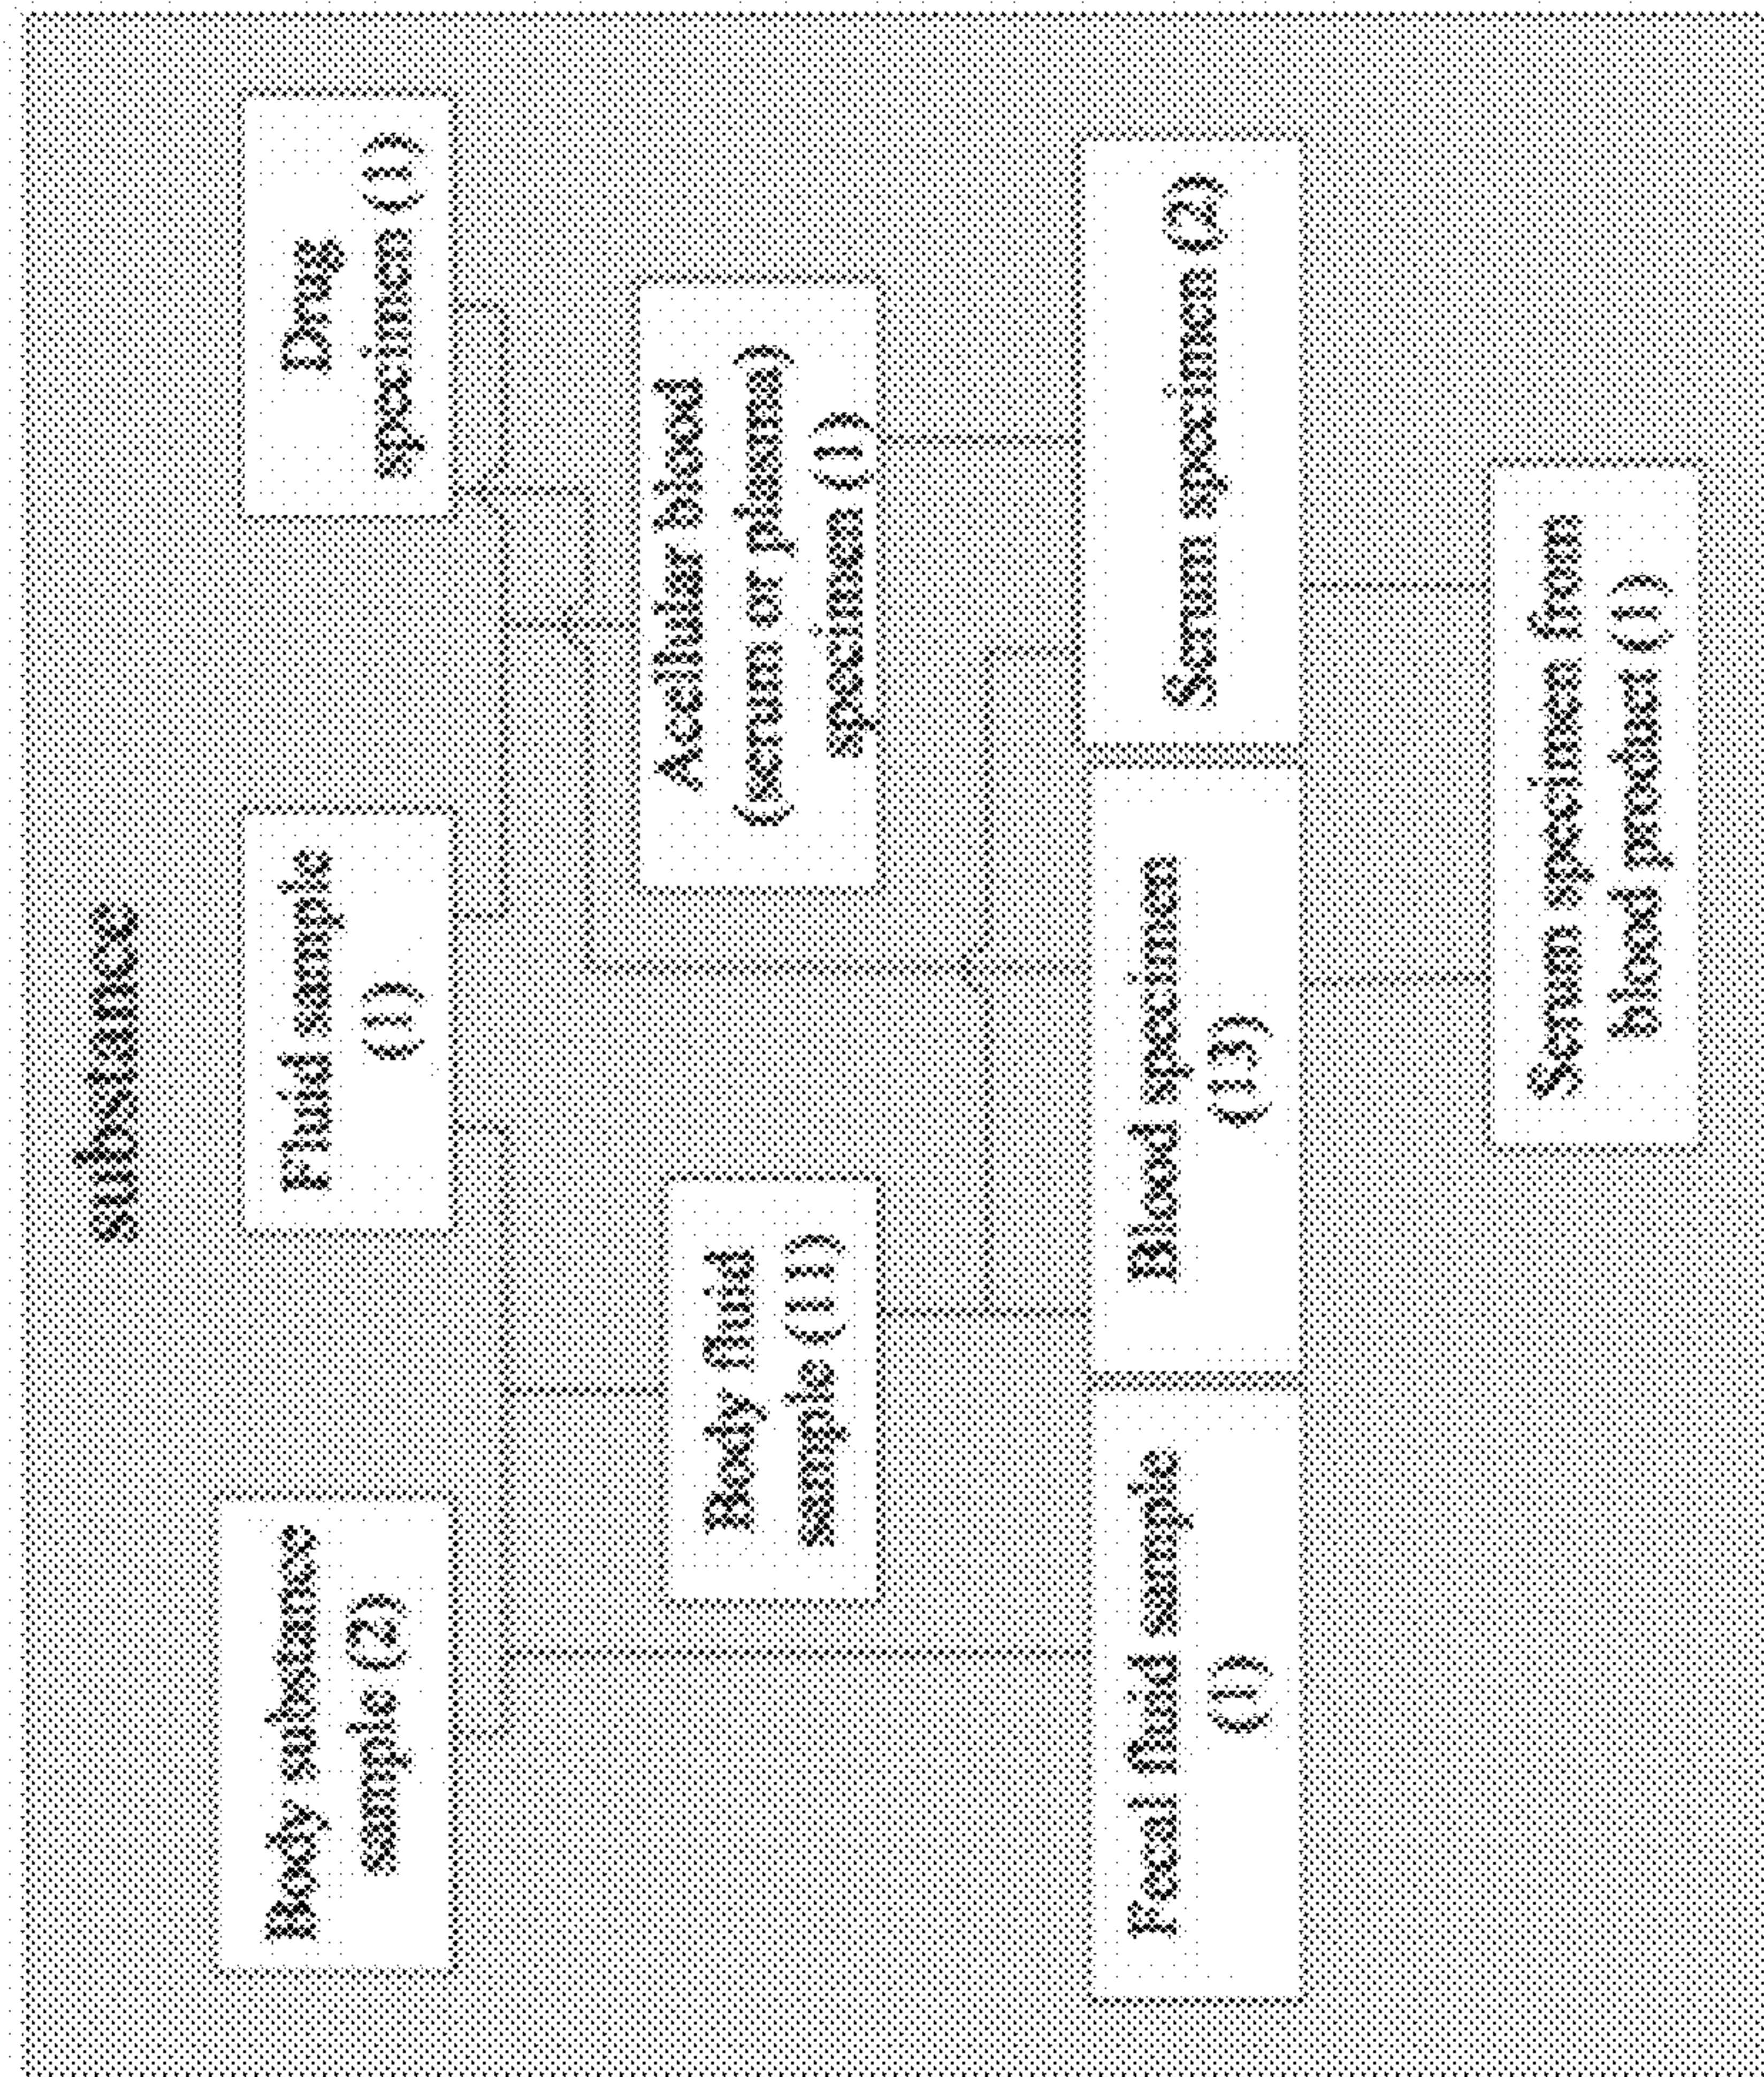 substance
Body substance
sample (2)
Fluid sample
(1)
Drug
specimen (1)
Body fluid
sample (11)
Acellular blood
(serum or plasma)
specimen (1)
Fecal fluid sample
(1)
Blood specimen
(13)
Serum specimen (2)
Serum specimen from
blood product (1)